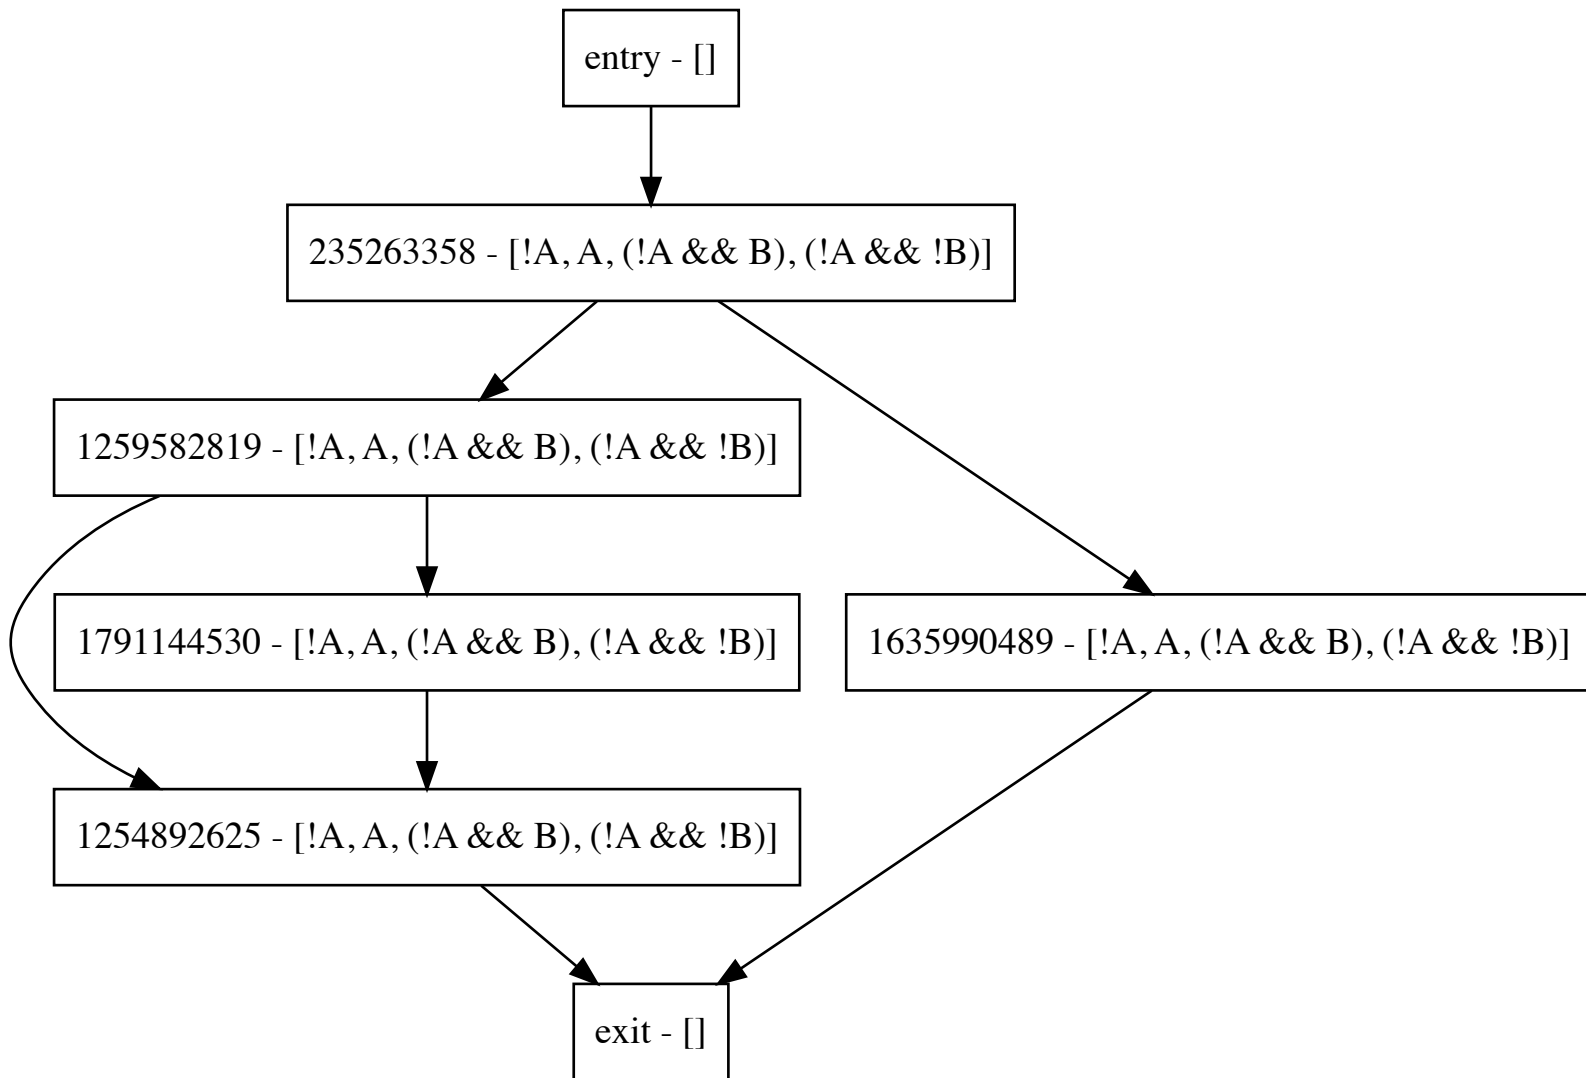 entry - []
235263358 - [!A, A, (!A && B), (!A && !B)]
1259582819 - [!A, A, (!A && B), (!A && !B)]
1791144530 - [!A, A, (!A && B), (!A && !B)]
1635990489 - [!A, A, (!A && B), (!A && !B)]
1254892625 - [!A, A, (!A && B), (!A && !B)]
exit - []